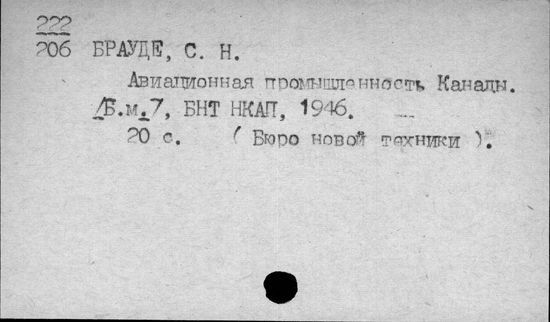 222
206 БРАУДЕ, С. Н.
Авиационная промышленность Канады.
/Б.м./, БНТ НКАП, 1946.
20 с. ( Бюро новой техники ).